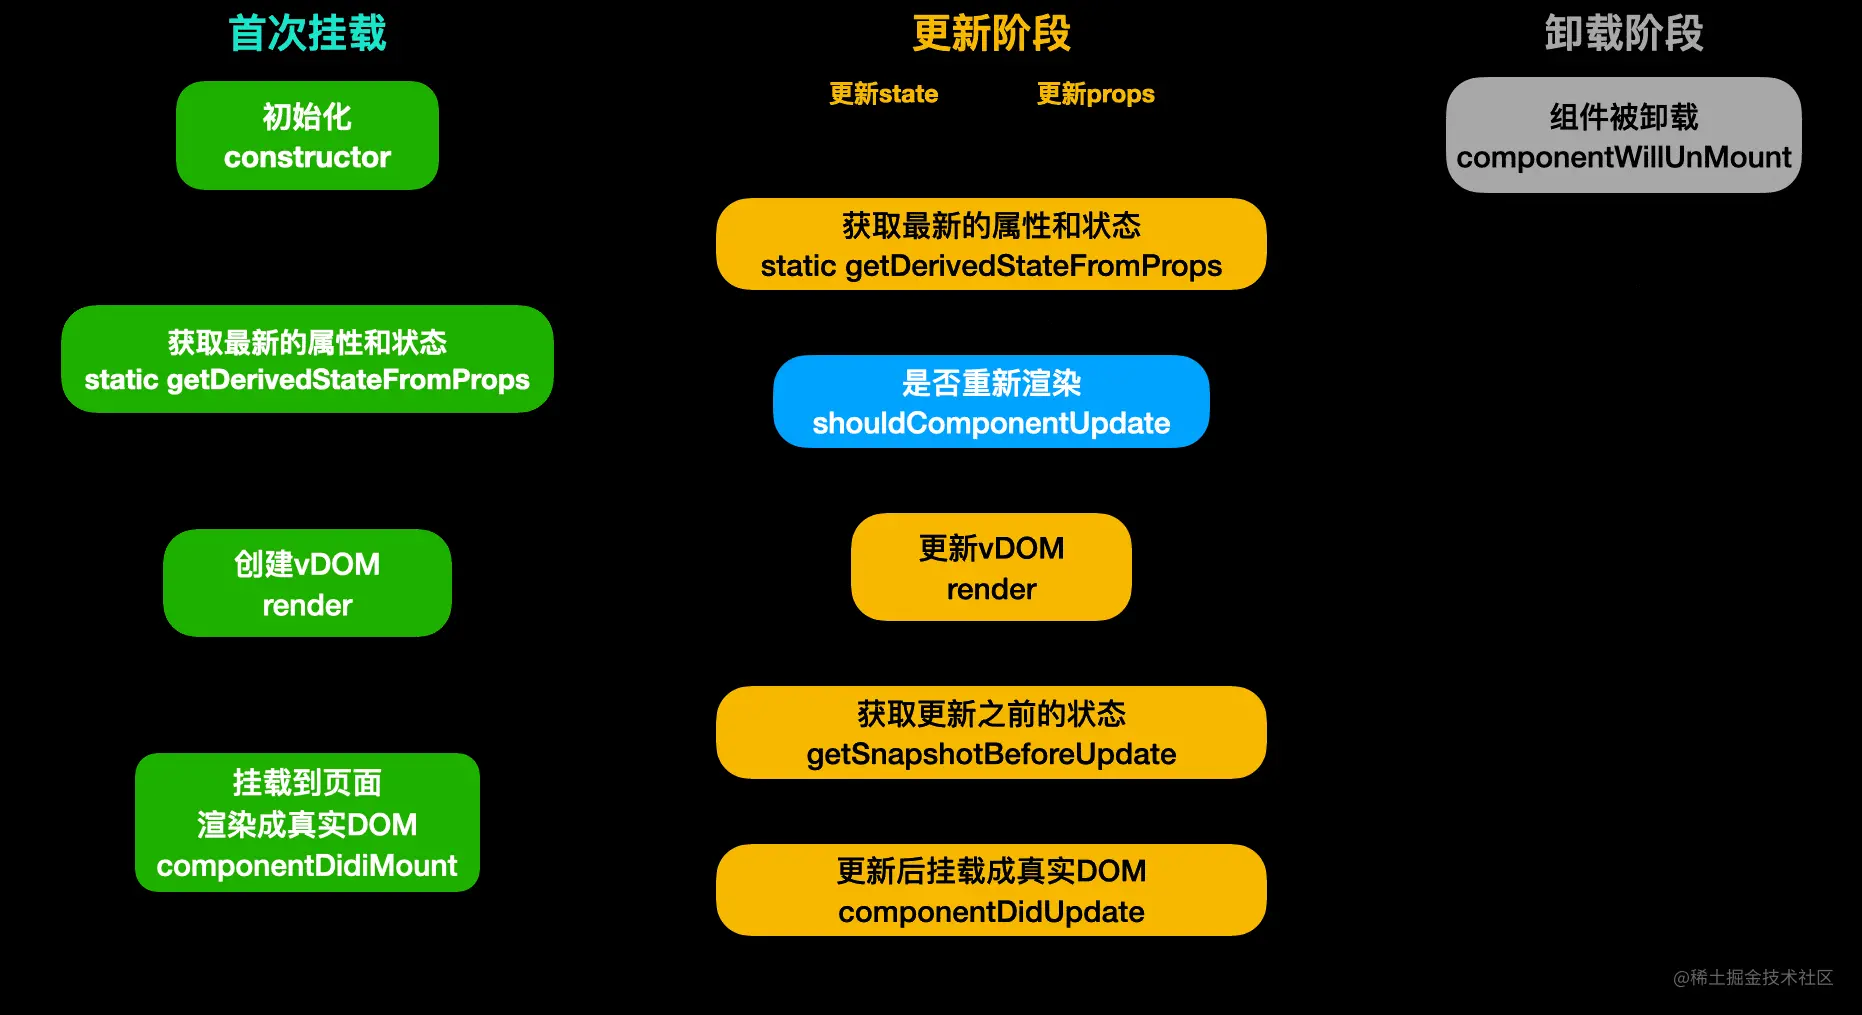 首次挂载
初始化
constructor
获取最新的属性和状态
static getDerivedStateFromProps
创建vDOM
render
挂载到页面
渲染成真实DOM
componentDidiMount
更新阶段
更新state
更新props
获取最新的属性和状态
static getDerivedStateFromProps
是否重新渲染
shouldComponentUpdate
更新vDOM
render
获取更新之前的状态
getSnapshotBeforeUpdate
更新后挂载成真实DOM
componentDidUpdate
卸载阶段
组件被卸载
componentWillUnMount
@稀土掘金技术社区